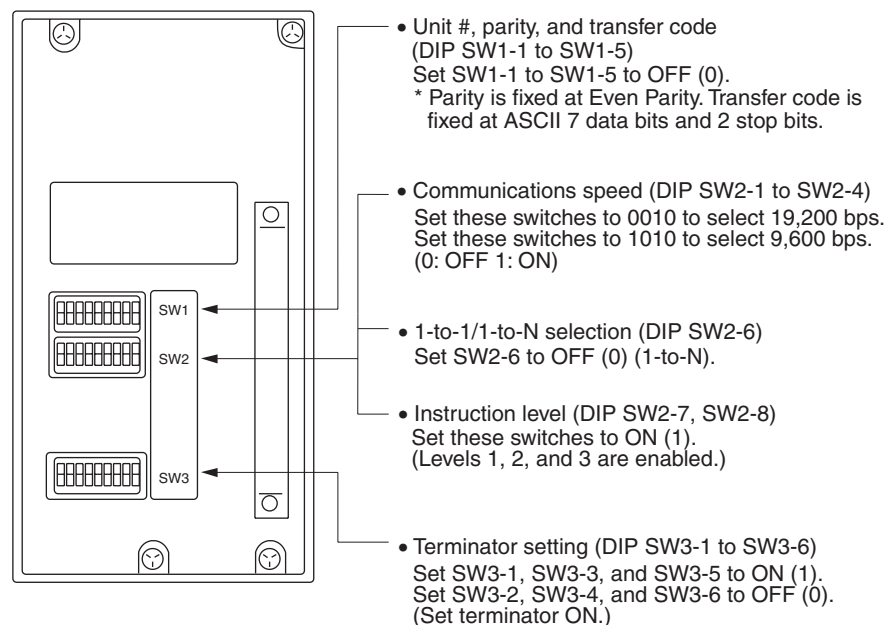 • Unit #, parity, and transfer code
(DIP SW1-1 to SW1-5)
Set SW1-1 to SW1-5 to OFF (0).
* Parity is fixed at Even Parity. Transfer code is
fixed at ASCII 7 data bits and 2 stop bits.
• Communications speed (DIP SW2-1 to SW2-4)
Set these switches to 0010 to select 19,200 bps.
Set these switches to 1010 to select 9,600 bps.
(0: OFF 1: ON)
SW1
• 1-to-1/1-to-N selection (DIP SW2-6)
Set SW2-6 to OFF (0) (1-to-N).
SW2
• Instruction level (DIP SW2-7, SW2-8)
Set these switches to ON (1).
(Levels 1, 2, and 3 are enabled.)
SW3
• Terminator setting (DIP SW3-1 to SW3-6)
Set SW3-1, SW3-3, and SW3-5 to ON (1).
Set SW3-2, SW3-4, and SW3-6 to OFF (0).
(Set terminator ON.)